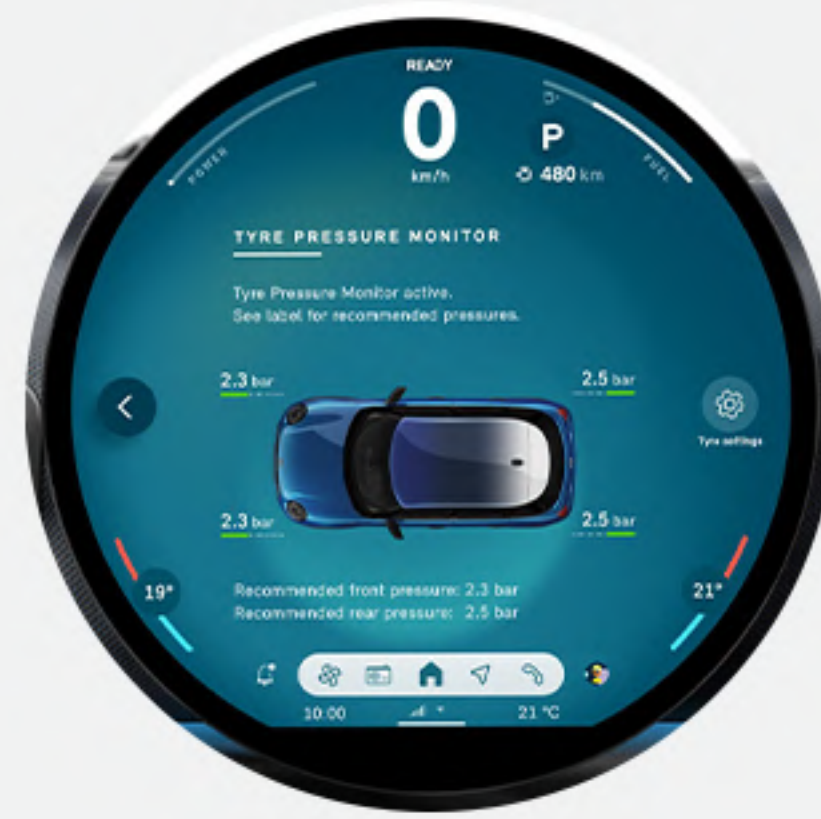 READY
0
km/h
P
480 km
POWER
FUEL
TYRE PRESSURE MONITOR
Tyre Pressure Monitor active.
See label for recommended pressures.
2.3 bar
2.5 bar
Tyre settings
2.3 bar
2.5 bar
19°
21°
Recommended front pressure: 2.3 bar
Recommended rear pressure: 2.5 bar
10:00
21 °C